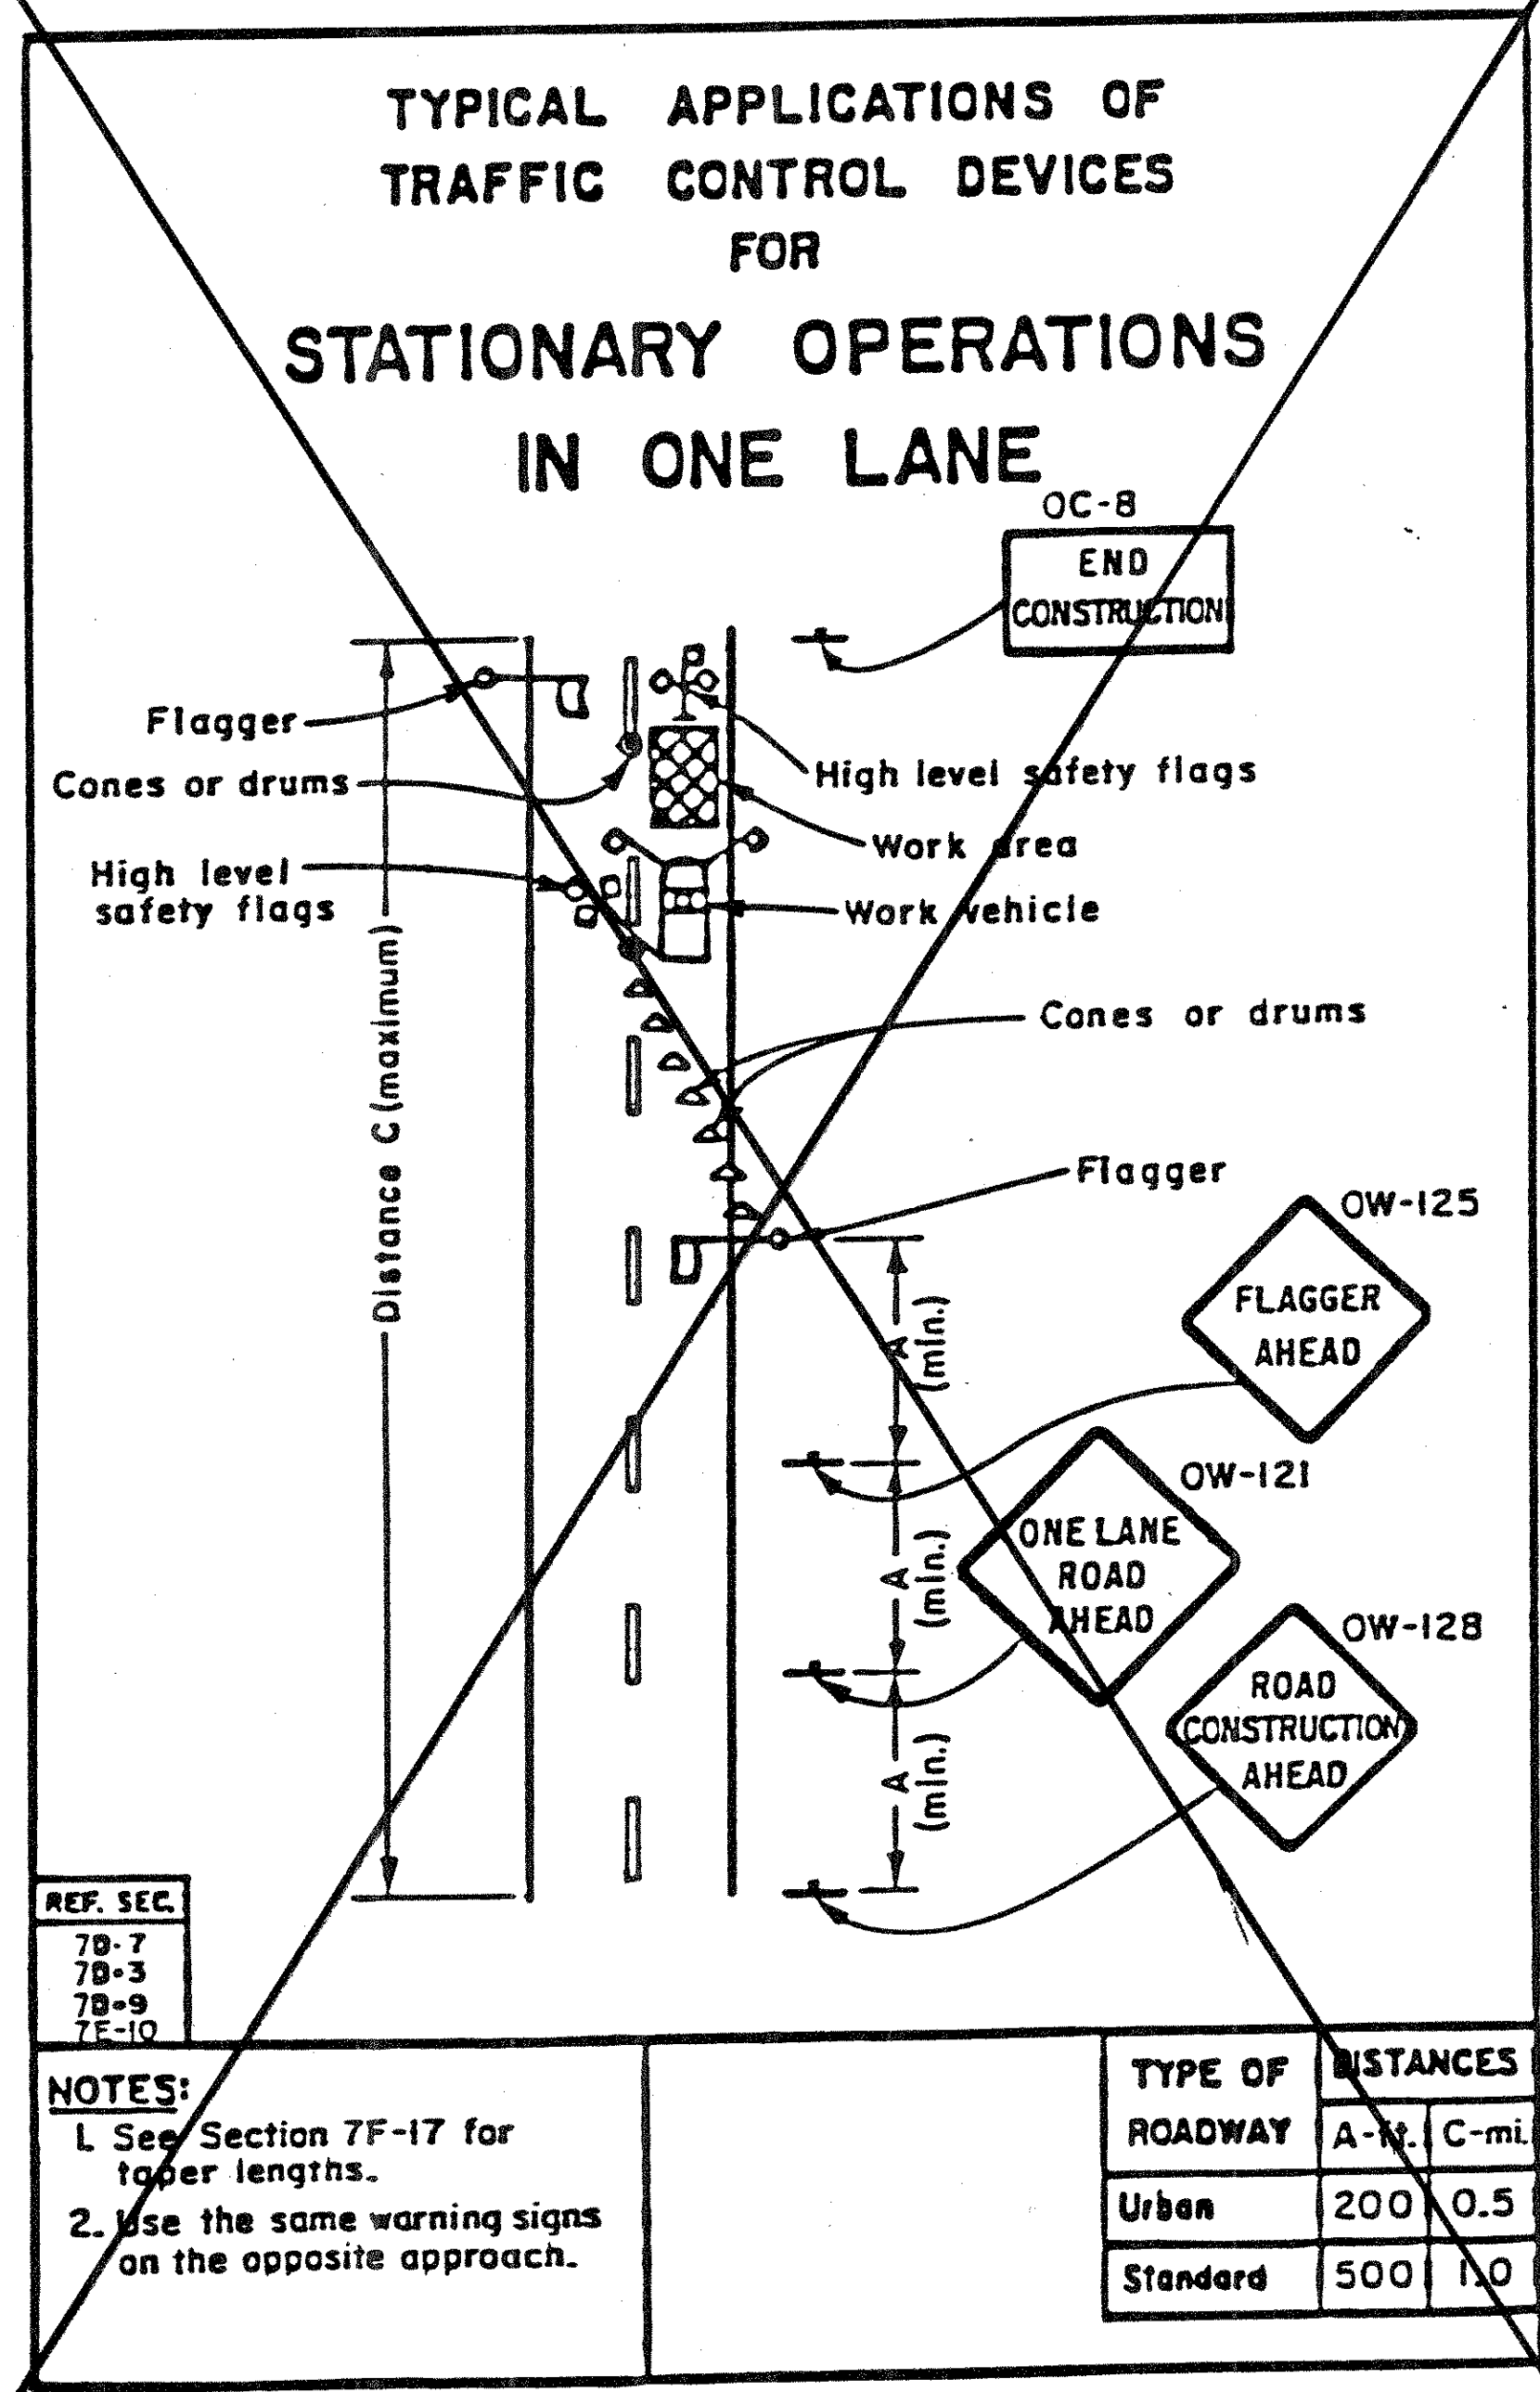 TYPICAL APPLICATIONS OF
TRAFFIC CONTROL DEVICES
FOR
STATIONARY OPERATIONS
IN ONE LANE
OC-8
END
CONSTRUCTION
Flagger
Cones or drums
High level safety flags
Work area
High level
safety flags
Work vehicle
Distance C (maximum)
Cones or drums
Flagger
OW-125
FLAGGER
AHEAD
A
(min.)
OW-121
ONE LANE
ROAD
AHEAD
A
(min.)
OW-128
ROAD
CONSTRUCTION
AHEAD
A
(min.)
REF. SEC.
7D-7
7D-3
7D-9
7E-10
NOTES:
1. See Section 7F-17 for
taper lengths.
2. Use the same warning signs
on the opposite approach.
TYPE OF
ROADWAY
DISTANCES
A-ft. C-mi.
Urban 200 0.5
Standard 500 1.0